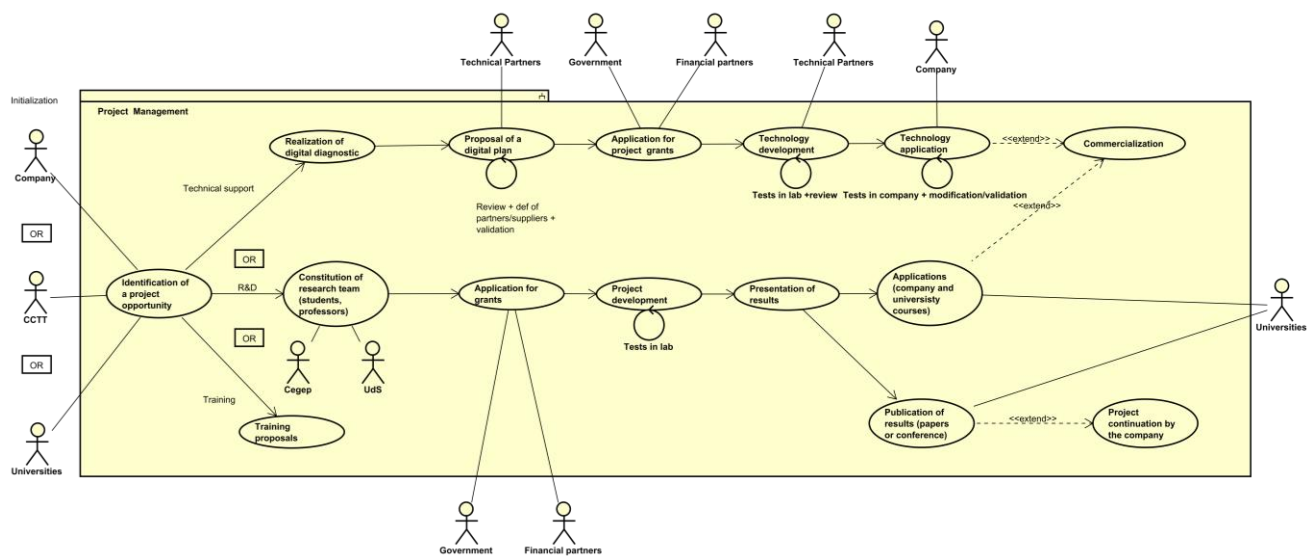 Technical Partners
Government
Financial partners
Technical Partners
Company
Initialization
Project Management
Company
Realization of
digital diagnostic
Proposal of a
digital plan
Application for
project grants
Technology
development
Technology
application
<<extend>>
Commercialization
Technical support
Review + def of
partners/suppliers +
validation
Tests in lab +review
Tests in company + modification/validation
<<extend>>
OR
CCTT
OR
Universities
Identification of
a project
opportunity
OR
R&D
OR
Constitution of
research team
(students,
professors)
Cegep
UdS
Application for
grants
Project
development
Tests in lab
Presentation of
results
Applications
(company and
universisty
courses)
Universities
Training
Training
proposals
Publication of
results (papers
or conference)
<<extend>>
Project
continuation by
the company
Government
Financial partners